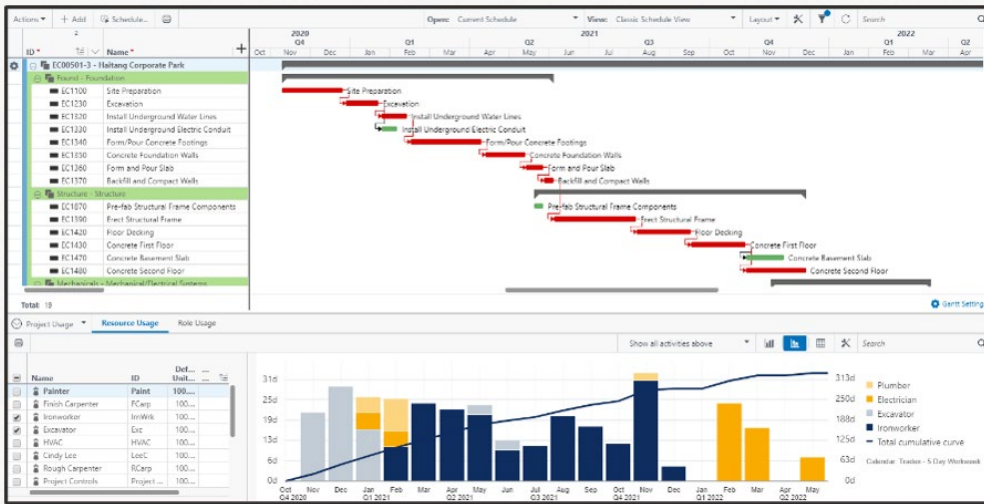 Actions Add Schedule... Open: Current Schedule View: Classic Schedule View Layout Search
2020 2021 2022
Q4 Q1 Q2 Q3 Q4 Q1 Q2
ID * Name * Oct Nov Dec Jan Feb Mar Apr May Jun Jul Aug Sep Oct Nov Dec Jan Feb Mar Apr
EC00501-3 - Haitang Corporate Park
Found - Foundation
EC1100 Site Preparation Site Preparation
EC1230 Excavation Excavation
EC1320 Install Underground Water Lines Install Underground Water Lines
EC1330 Install Underground Electric Conduit Install Underground Electric Conduit
EC1340 Form/Pour Concrete Footings Form/Pour Concrete Footings
EC1350 Concrete Foundation Walls Concrete Foundation Walls
EC1360 Form and Pour Slab Form and Pour Slab
EC1370 Backfill and Compact Walls Backfill and Compact Walls
Structure - Structure
EC1870 Pre-fab Structural Frame Components Pre-fab Structural Frame Components
EC1390 Erect Structural Frame Erect Structural Frame
EC1420 Floor Decking Floor Decking
EC1430 Concrete First Floor Concrete First Floor
EC1470 Concrete Basement Slab Concrete Basement Slab
EC1480 Concrete Second Floor Concrete Second Floor
Mechanicals - Mechanical/Electrical Systems
Total: 19 Gantt Setting
Project Usage Resource Usage Role Usage
Show all activities above Search
Name ID Def... Unit... ...
Painter Paint 100....
Finish Carpenter FCarp 100...
Ironworker IrnWrk 100...
Excavator Exc 100...
HVAC HVAC 100...
Cindy Lee LeeC 100...
Rough Carpenter RCarp 100...
Project Controls Project ... 100...
31d 313d
25d 250d
19d 188d
13d 125d
6d 63d
0d 0d
Oct Nov Dec Jan Feb Mar Apr May Jun Jul Aug Sep Oct Nov Dec Jan Feb Mar Apr May
Q4 2020 Q1 2021 Q2 2021 Q3 2021 Q4 2021 Q1 2022 Q2 2022
Plumber
Electrician
Excavator
Ironworker
Total cumulative curve
Calendar: Trades - 5 Day Workweek